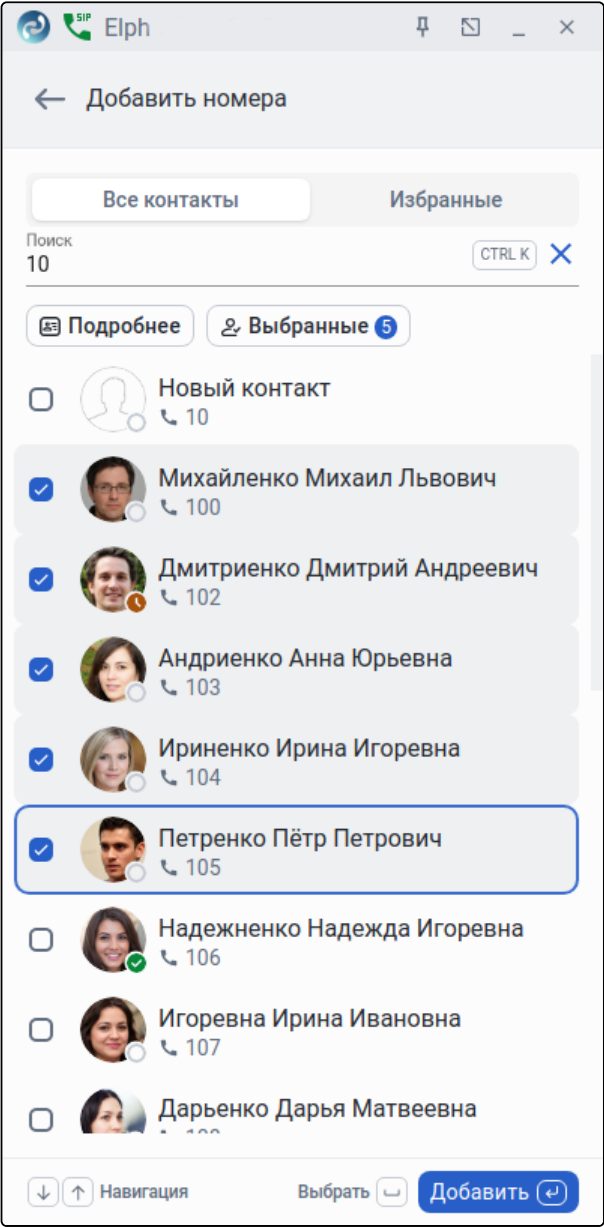 SIP Elph
Добавить номера
Все контакты Избранные
Поиск
10 CTRL K
Подробнее Выбранные 5
Новый контакт
10
Михайленко Михаил Львович
100
Дмитриенко Дмитрий Андреевич
102
Андриенко Анна Юрьевна
103
Ириненко Ирина Игоревна
104
Петренко Пётр Петрович
105
Надежненко Надежда Игоревна
106
Игоревна Ирина Ивановна
107
Дарьенко Дарья Матвеевна
Навигация Выбрать Добавить